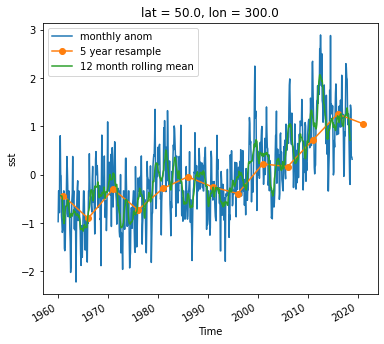 lat = 50.0, lon = 300.0
monthly anom
5 year resample
12 month rolling mean
3
2
1
0
−1
−2
sst
1960
1970
1980
1990
2000
2010
2020
Time